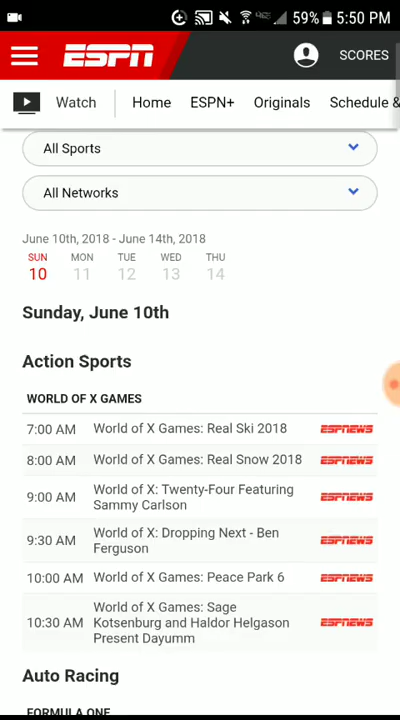 59% 5:50 PM
ESPN SCORES
Watch Home ESPN+ Originals Schedule &
All Sports
All Networks
June 10th, 2018 - June 14th, 2018
SUN MON TUE WED THU
10 11 12 13 14
Sunday, June 10th
Action Sports
WORLD OF X GAMES
7:00 AM World of X Games: Real Ski 2018 ESPNEWS
8:00 AM World of X Games: Real Snow 2018 ESPNEWS
9:00 AM World of X: Twenty-Four Featuring
Sammy Carlson ESPNEWS
9:30 AM World of X: Dropping Next - Ben
Ferguson ESPNEWS
10:00 AM World of X Games: Peace Park 6 ESPNEWS
World of X Games: Sage
10:30 AM Kotsenburg and Haldor Helgason ESPNEWS
Present Dayumm
Auto Racing
FORMULA ONE